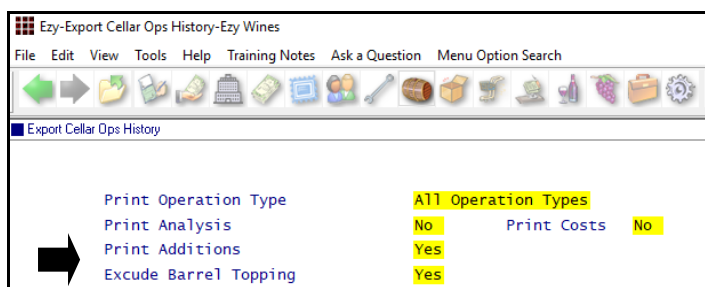 Ezy-Export Cellar Ops History-Ezy Wines
File Edit View Tools Help Training Notes Ask a Question Menu Option Search
Export Cellar Ops History
Print Operation Type All Operation Types
Print Analysis No Print Costs No
Print Additions Yes
Excude Barrel Topping Yes